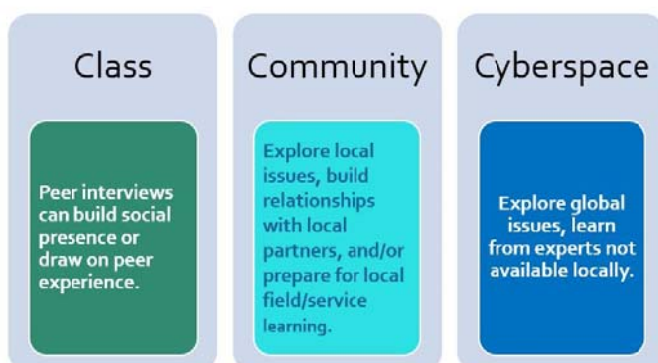 Class
Peer interviews
can build social
presence or
draw on peer
experience.
Community
Explore local
issues, build
relationships
with local
partners, and/or
prepare for local
field/service
learning.
Cyberspace
Explore global
issues, learn
from experts not
available locally.